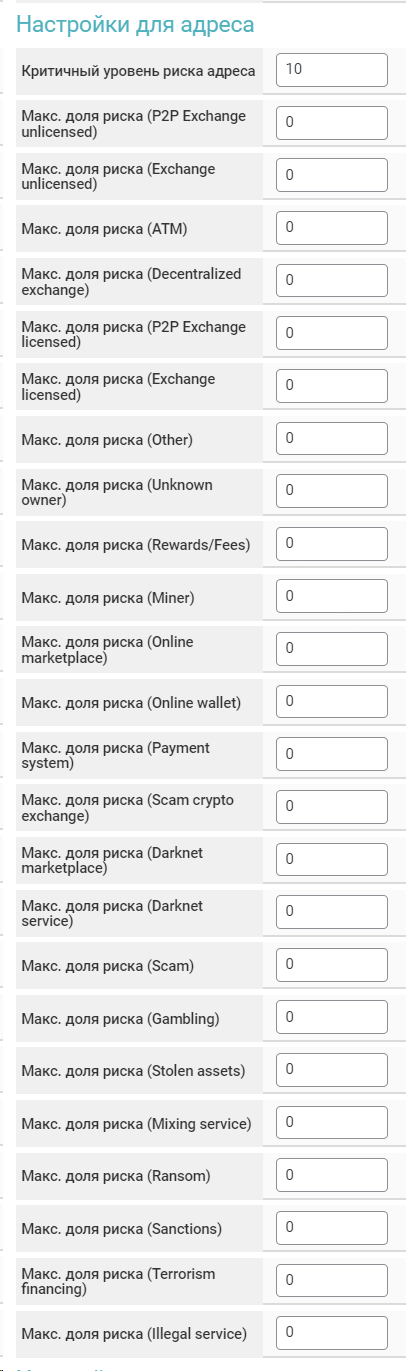 Настройки для адреса
Критичный уровень риска адреса 10
Макс. доля риска (P2P Exchange
unlicensed) 0
Макс. доля риска (Exchange
unlicensed) 0
Макс. доля риска (ATM) 0
Макс. доля риска (Decentralized
exchange) 0
Макс. доля риска (P2P Exchange
licensed) 0
Макс. доля риска (Exchange
licensed) 0
Макс. доля риска (Other) 0
Макс. доля риска (Unknown
owner) 0
Макс. доля риска (Rewards/Fees) 0
Макс. доля риска (Miner) 0
Макс. доля риска (Online
marketplace) 0
Макс. доля риска (Online wallet) 0
Макс. доля риска (Payment
system) 0
Макс. доля риска (Scam crypto
exchange) 0
Макс. доля риска (Darknet
marketplace) 0
Макс. доля риска (Darknet
service) 0
Макс. доля риска (Scam) 0
Макс. доля риска (Gambling) 0
Макс. доля риска (Stolen assets) 0
Макс. доля риска (Mixing service) 0
Макс. доля риска (Ransom) 0
Макс. доля риска (Sanctions) 0
Макс. доля риска (Terrorism
financing) 0
Макс. доля риска (Illegal service) 0